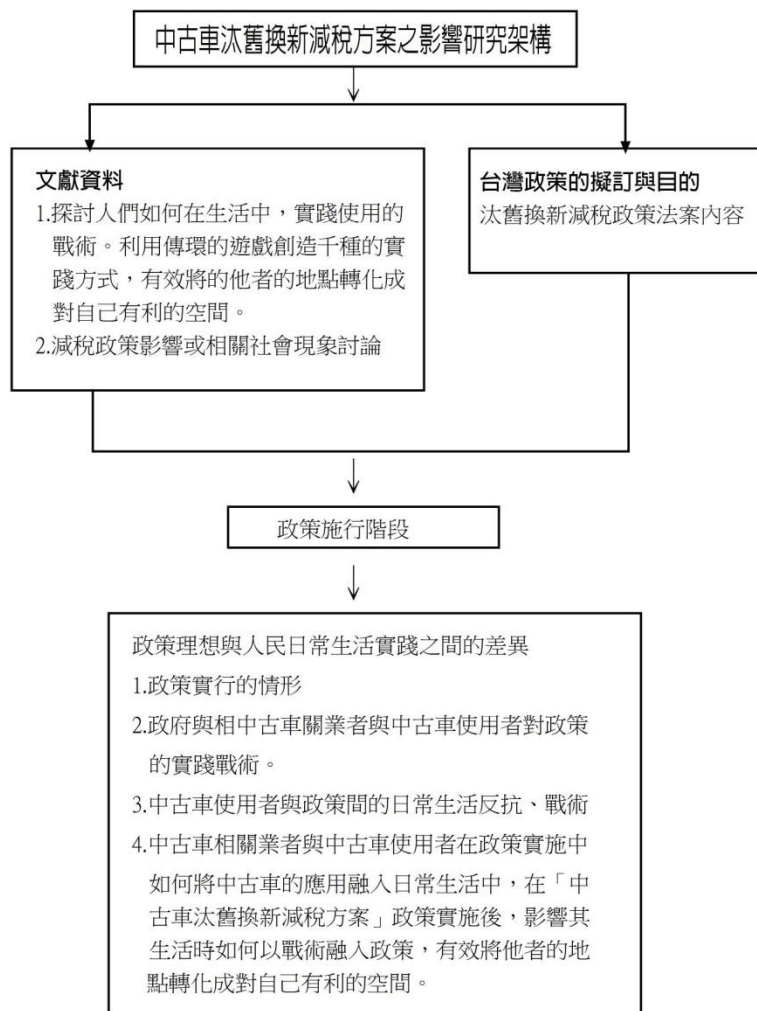 中古車汰舊換新減稅方案之影響研究架構
文獻資料
1.探討人們如何在生活中，實踐使用的
戰術。利用傳環的遊戲創造千種的實
踐方式，有效將的他者的地點轉化成
對自己有利的空間。
2.減稅政策影響或相關社會現象討論
台灣政策的擬訂與目的
汰舊換新減稅政策法案內容
政策施行階段
政策理想與人民日常生活實踐之間的差異
1.政策實行的情形
2.政府與相中古車關業者與中古車使用者對政策
的實踐戰術。
3.中古車使用者與政策間的日常生活反抗、戰術
4.中古車相關業者與中古車使用者在政策實施中
如何將中古車的應用融入日常生活中，在「中
古車汰舊換新減稅方案」政策實施後，影響其
生活時如何以戰術融入政策，有效將他者的地
點轉化成對自己有利的空間。